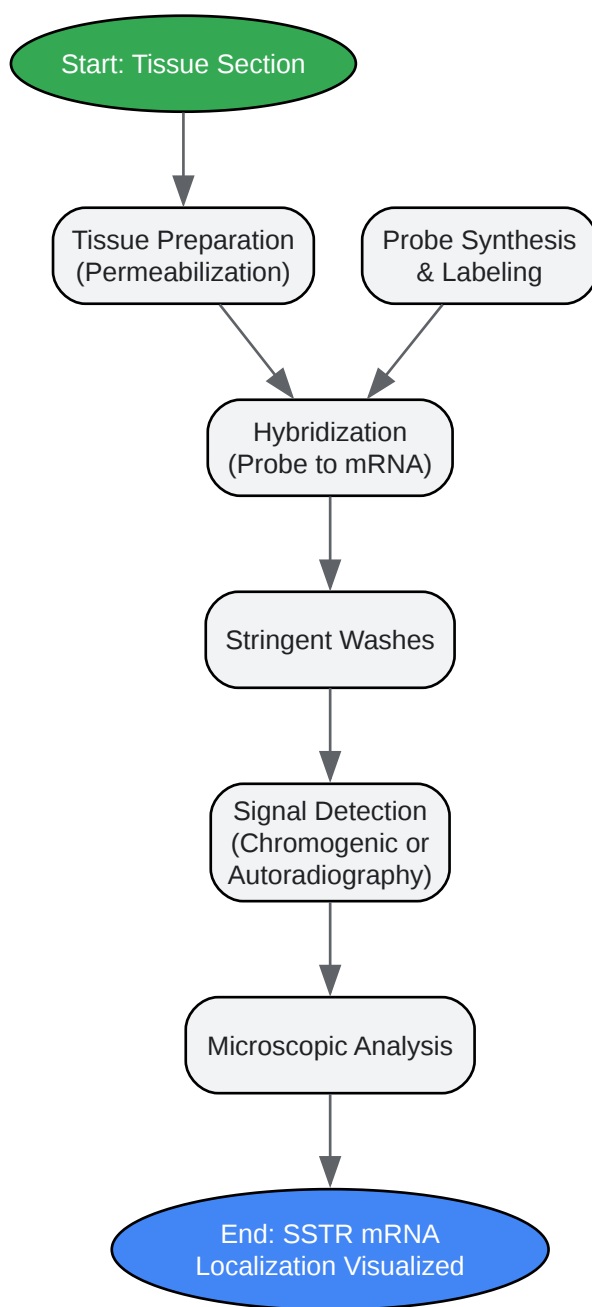 Start: Tissue Section
Tissue Preparation
(Permeabilization)
Probe Synthesis
& Labeling
Hybridization
(Probe to mRNA)
Stringent Washes
Signal Detection
(Chromogenic or
Autoradiography)
Microscopic Analysis
End: SSTR mRNA
Localization Visualized